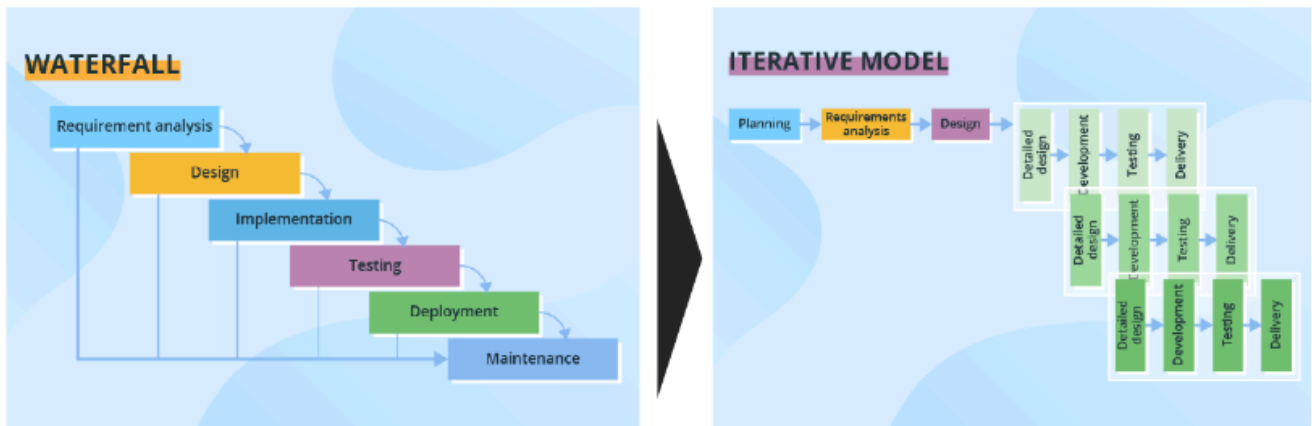 WATERFALL
Requirement analysis
Design
Implementation
Testing
Deployment
Maintenance
ITERATIVE MODEL
Planning
Requirements
analysis
Design
Detailed
design
Development
Testing
Delivery
Detailed
design
Development
Testing
Delivery
Detailed
design
Development
Testing
Delivery